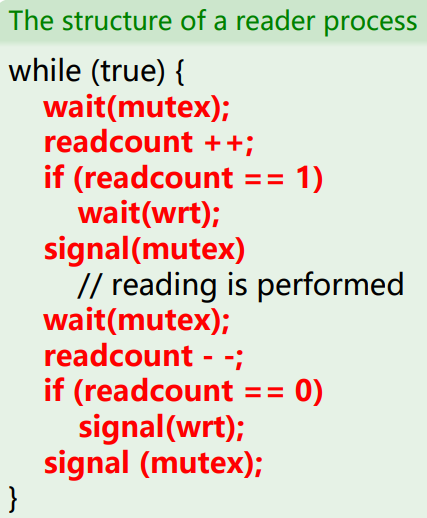 The structure of a reader process
while (true) {
wait(mutex);
readcount ++;
if (readcount == 1)
wait(wrt);
signal(mutex)
// reading is performed
wait(mutex);
readcount - -;
if (readcount == 0)
signal(wrt);
signal (mutex);
}